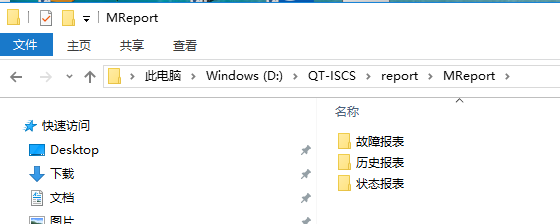 MReport
文件 主页 共享 查看
此电脑 Windows (D:) QT-ISCS report MReport
名称
快速访问
Desktop
下载
文档
图片
故障报表
历史报表
状态报表